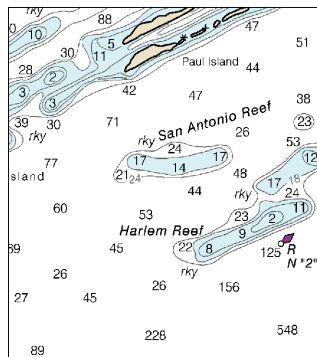 rky 88 47
10 30 5 51
11 Paul Island
28 2 44
3 3 42 47 38
39 30 71 San Antonio Reef 23
rky rky 26 53
24 12
77 17 17
sland 21 24 14 48 17 18
44 24
60 53 23 11
Harlem Reef 2
69 45 22 8 9 R
rky 125 N "2"
26 26 156
27 45
228 548
89